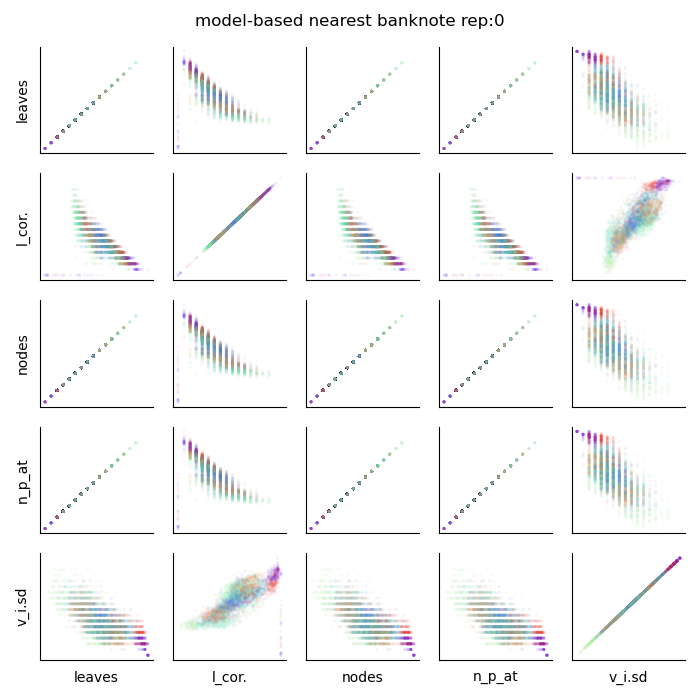 model-based nearest banknote rep:0
leaves
l_cor.
nodes
n_p_at
v_i.sd
leaves
l_cor.
nodes
n_p_at
v_i.sd